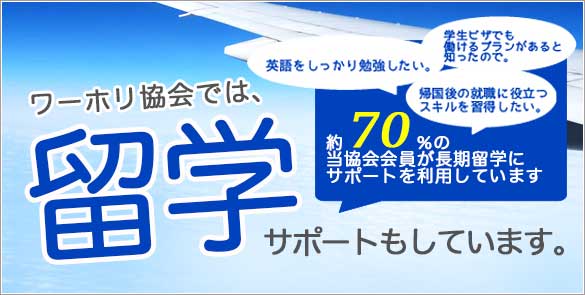 ワーホリ協会では、
留学
サポートもしています。
英語をしっかり勉強したい。
学生ビザでも
働けるプランがあると
知ったので。
帰国後の就職に役立つ
スキルを習得したい。
約70%の
当協会会員が長期留学に
サポートを利用しています